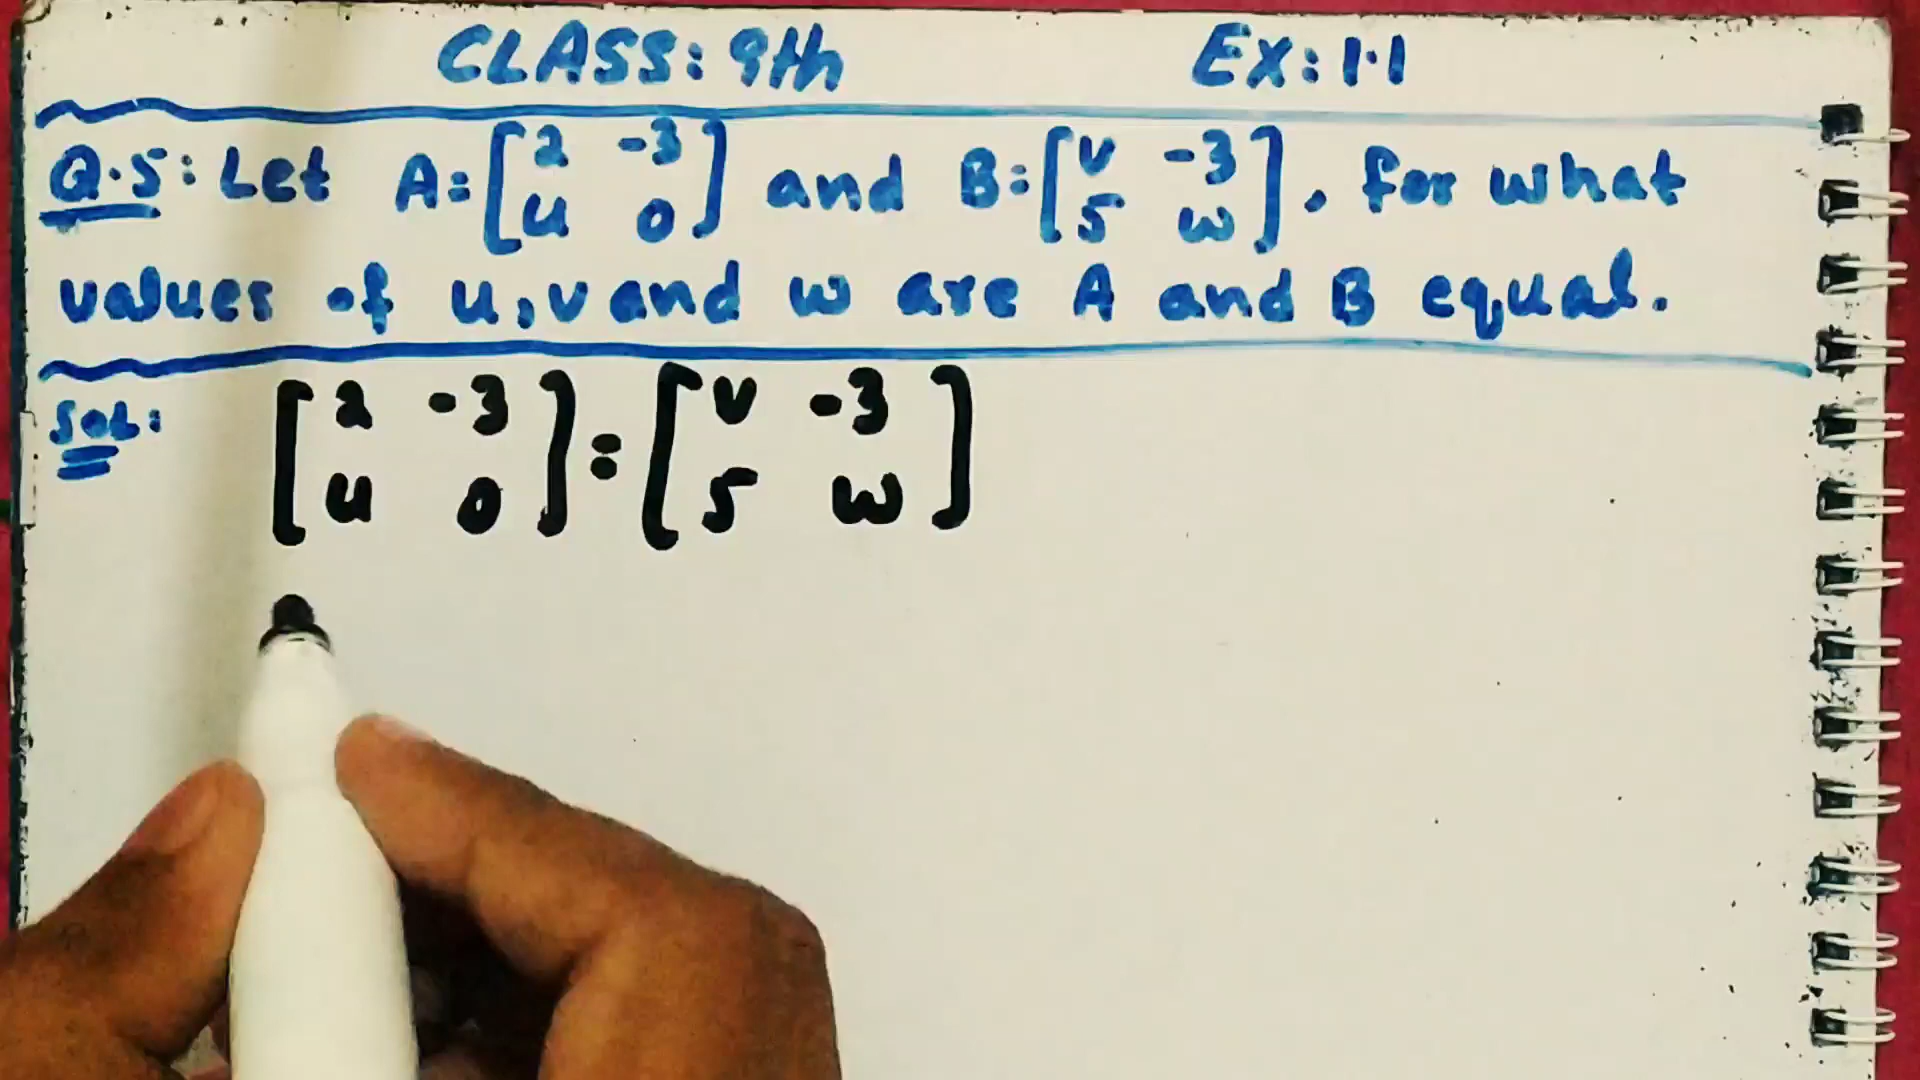 CLASS: 9th EX: 1.1
Q.5: Let A = [2 -3; u 0] and B = [v -3; 5 w]. For what
values of u, v and w are A and B equal.
Sol: [2 -3; u 0] = [v -3; 5 w]